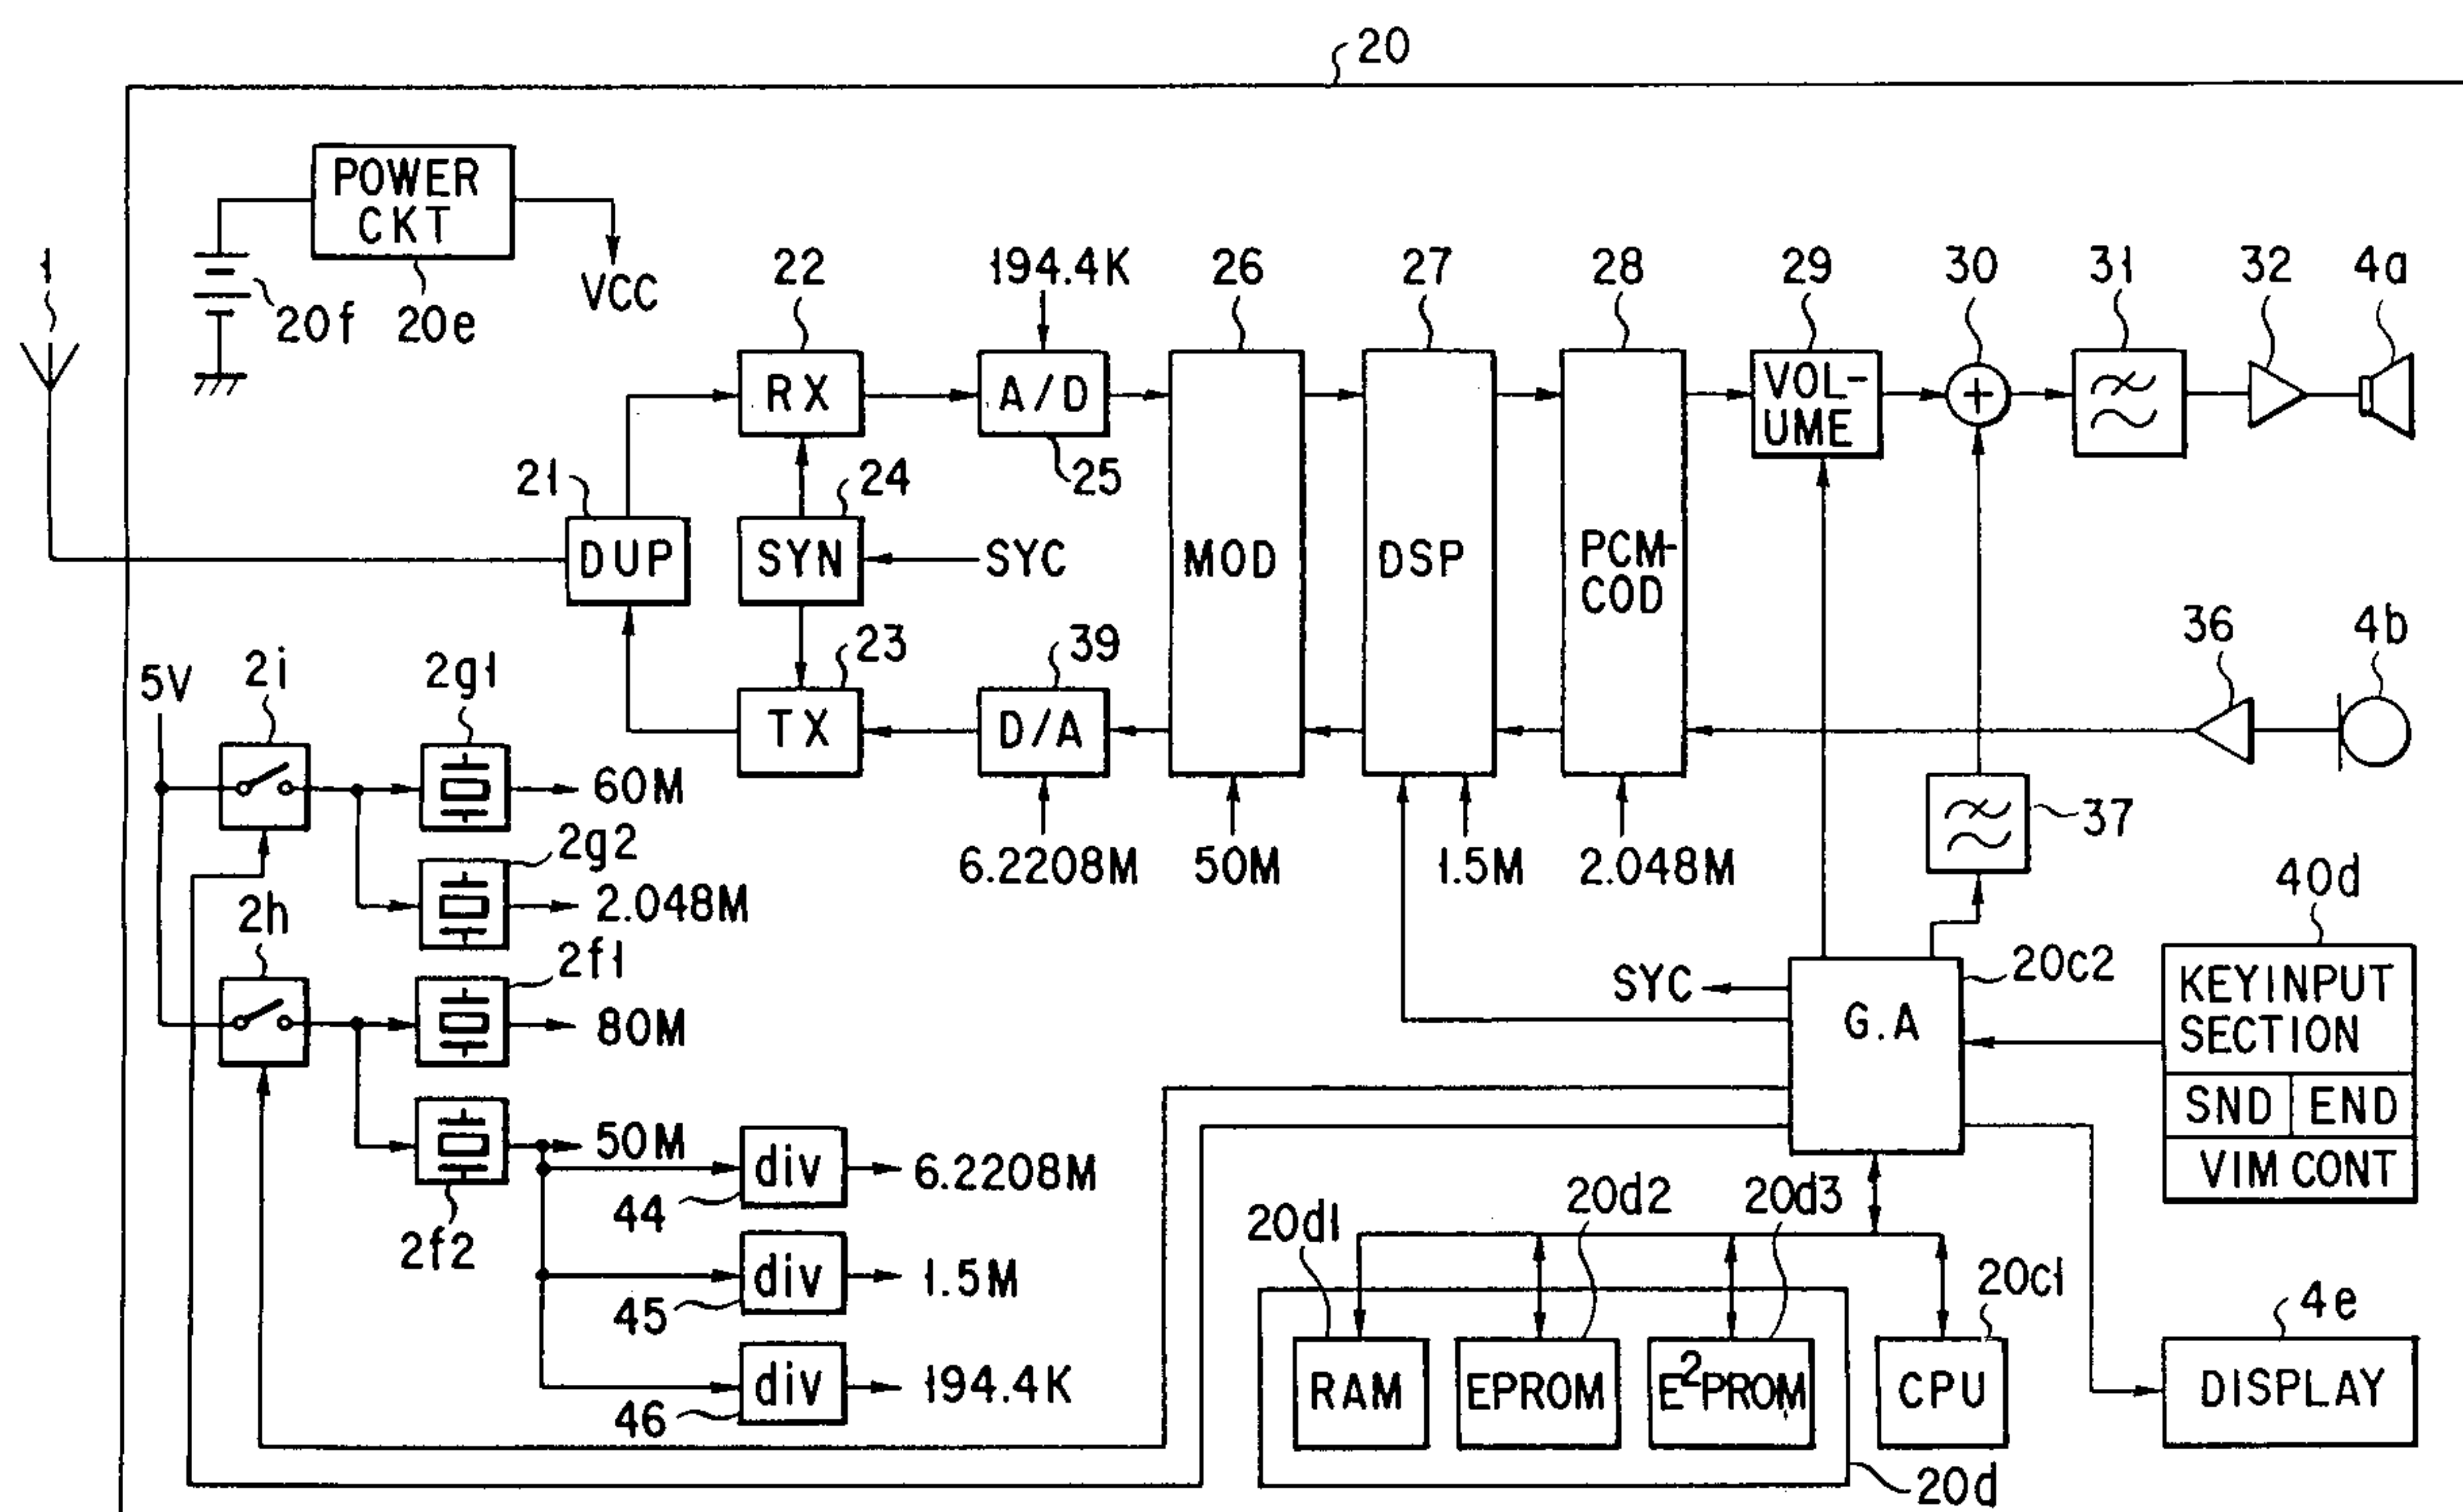 20
POWER
CKT
1
20f
20e
VCC
22
194.4K
26
27
28
29
30
31
32
4a
RX
A/D
VOL-
UME
21
24
25
DUP
SYN
SYC
MOD
DSP
PCM-
COD
23
39
36
4b
5V
2i
2g1
TX
D/A
60M
37
2g2
6.2208M
50M
1.5M
2.048M
40d
2h
2.048M
2f1
SYC
20c2
KEYINPUT
SECTION
80M
G.A
SND
END
50M
div
6.2208M
VIM CONT
44
20d1
20d2
20d3
2f2
div
1.5M
20c1
45
4e
div
194.4K
RAM
EPROM
E²PROM
CPU
DISPLAY
46
20d